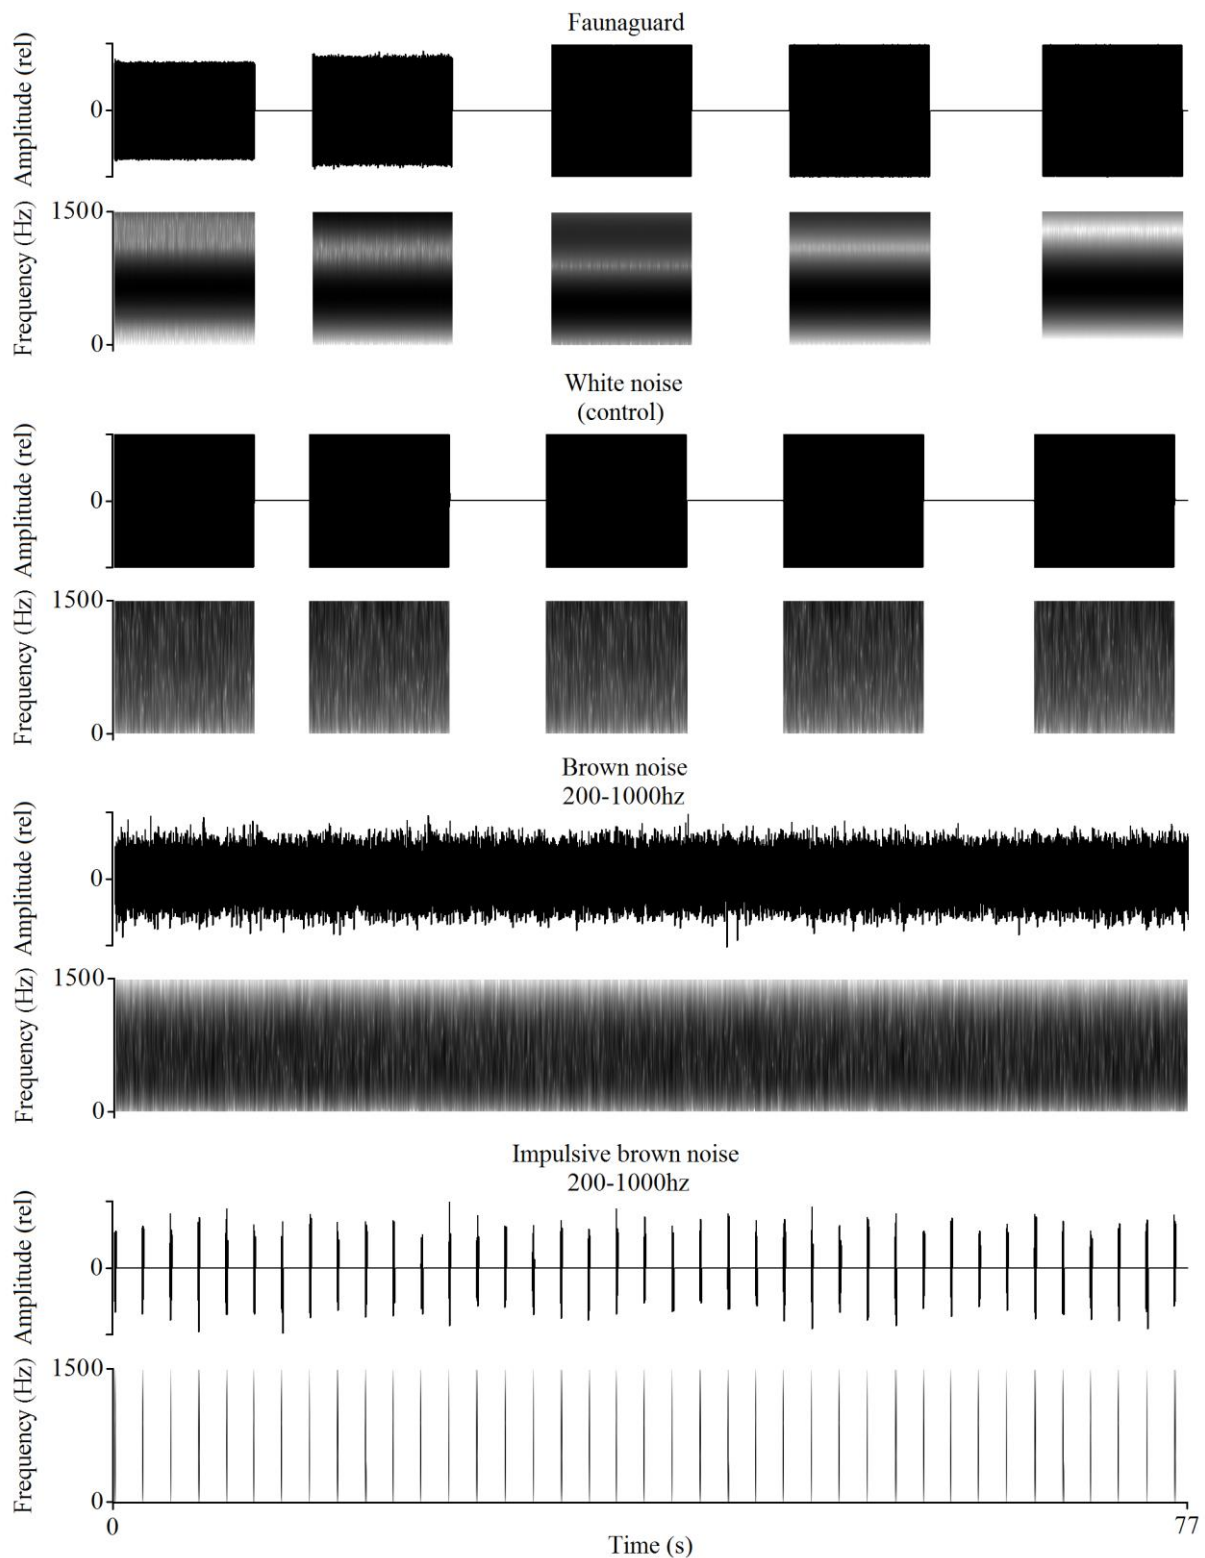 Faunaguard
Amplitude (rel)
0
Frequency (Hz)
1500
0
White noise
(control)
Amplitude (rel)
0
Frequency (Hz)
1500
0
Brown noise
200-1000hz
Amplitude (rel)
0
Frequency (Hz)
1500
0
Impulsive brown noise
200-1000hz
Amplitude (rel)
0
Frequency (Hz)
1500
0
0
77
Time (s)